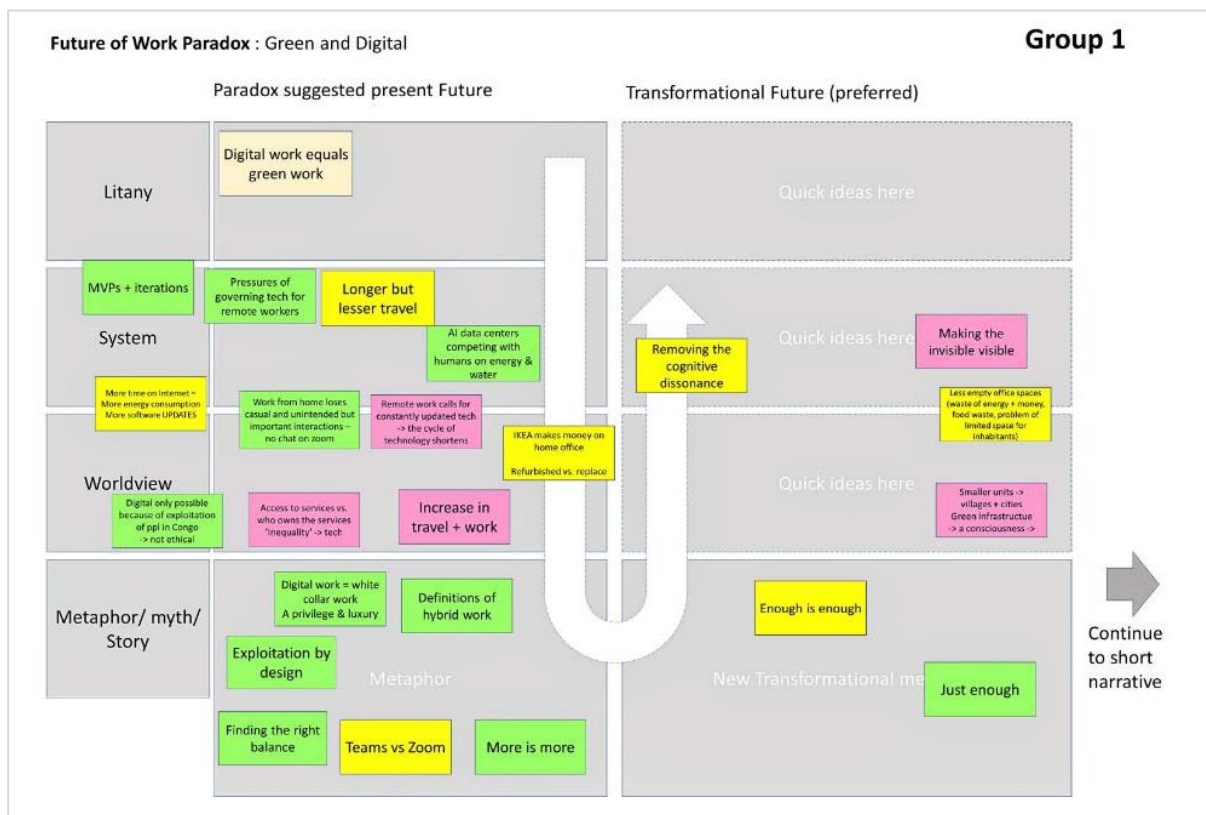 Future of Work Paradox : Green and Digital
Group 1
Paradox suggested present Future
Transformational Future (preferred)
Litany
Digital work equals
green work
Quick ideas here
System
MVPs + iterations
Pressures of
governing tech for
remote workers
Longer but
lesser travel
AI data centers
competing with
humans on energy &
water
Removing the
cognitive
dissonance
Quick ideas here
Making the
invisible visible
More time on Internet =
More energy consumption
More software UPDATES
Work from home loses
casual and unintended but
important interactions –
no chat on zoom
Remote work calls for
constantly updated tech
-> the cycle of
technology shortens
IKEA makes money on
home office
Refurbished vs. replace
Less empty office spaces
(waste of energy + money,
food waste, problem of
limited space for
inhabitants)
Worldview
Quick ideas here
Digital only possible
because of exploitation
of ppl in Congo
-> not ethical
Access to services vs.
who owns the services
‘inequality’ -> tech
Increase in
travel + work
Smaller units ->
villages + cities
Green infrastructue
-> a consciousness ->
Metaphor/ myth/
Story
Digital work = white
collar work
A privilege & luxury
Definitions of
hybrid work
Exploitation by
design
Metaphor
Finding the right
balance
Teams vs Zoom
More is more
Enough is enough
New Transformational me
Just enough
Continue
to short
narrative